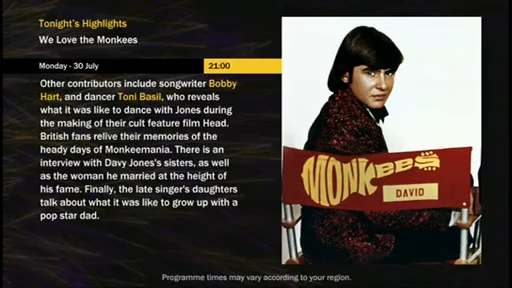 Tonight's Highlights
We Love the Monkees
Monday - 30 July
21:00
Other contributors include songwriter Bobby
Hart, and dancer Toni Basil, who reveals
what it was like to dance with Jones during
the making of their cult feature film Head.
British fans relive their memories of the
heady days of Monkeemania. There is an
interview with Davy Jones's sisters, as well
as the woman he married at the height of
his fame. Finally, the late singer's daughters
talk about what it was like to grow up with a
pop star dad.
MONKEES
DAVID
Programme times may vary according to your region.